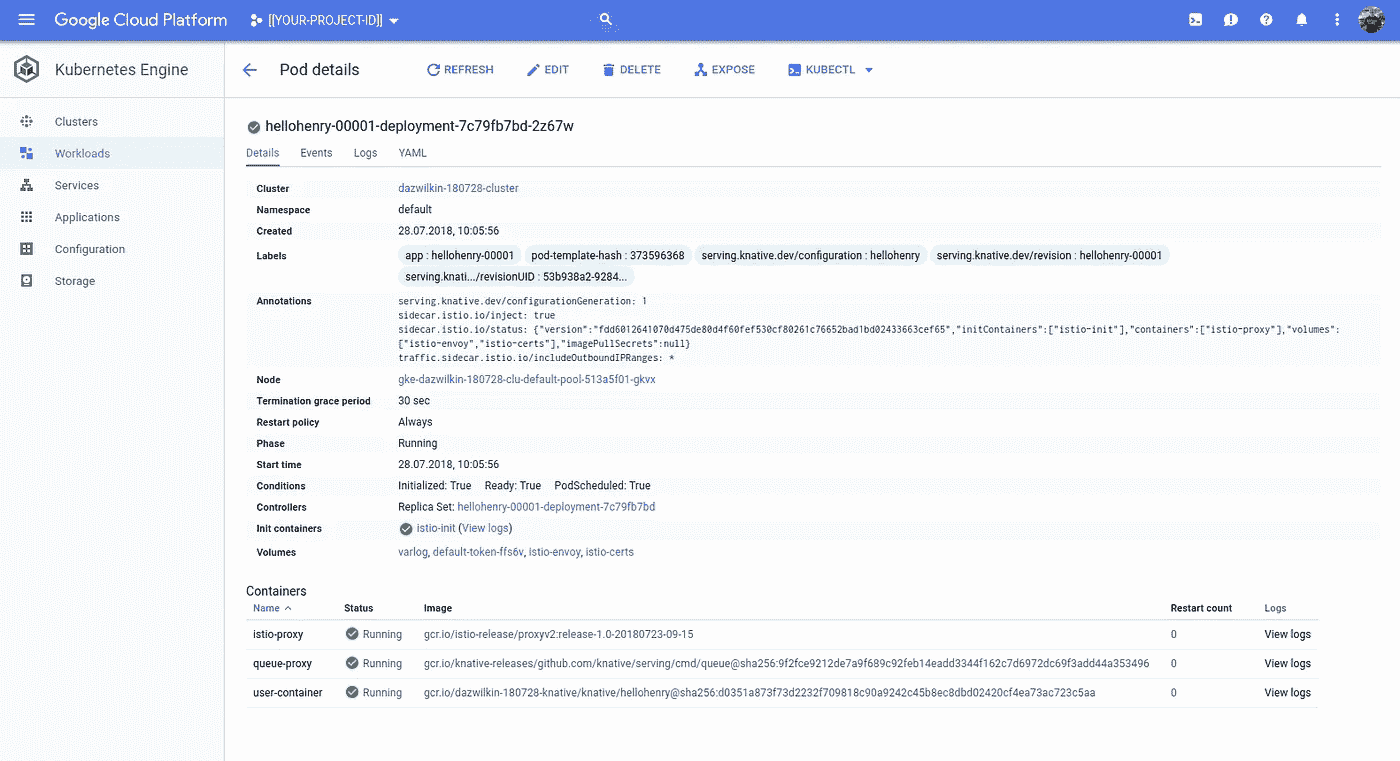 Google Cloud Platform [[YOUR-PROJECT-ID]]
Kubernetes Engine
Pod details REFRESH EDIT DELETE EXPOSE KUBECTL
Clusters
Workloads
Services
Applications
Configuration
Storage
hellohenry-00001-deployment-7c79fb7bd-2z67w
Details Events Logs YAML
Cluster dazwilkin-180728-cluster
Namespace default
Created 28.07.2018, 10:05:56
Labels app : hellohenry-00001 pod-template-hash : 373596368 serving.knative.dev/configuration : hellohenry serving.knative.dev/revision : hellohenry-00001
serving.knati.../revisionUID : 53b938a2-9284...
Annotations serving.knative.dev/configurationGeneration: 1
sidecar.istio.io/inject: true
sidecar.istio.io/status: {"version":"fdd6012641070d475de80d4f60fef530cf80261c76652bad1bd02433663cef65","initContainers":["istio-init"],"containers":["istio-proxy"],"volumes":
["istio-envoy","istio-certs"],"imagePullSecrets":null}
traffic.sidecar.istio.io/includeOutboundIPRanges: *
Node gke-dazwilkin-180728-clu-default-pool-513a5f01-gkvx
Termination grace period 30 sec
Restart policy Always
Phase Running
Start time 28.07.2018, 10:05:56
Conditions Initialized: True Ready: True PodScheduled: True
Controllers Replica Set: hellohenry-00001-deployment-7c79fb7bd
Init containers istio-init (View logs)
Volumes varlog, default-token-ffs6v, istio-envoy, istio-certs
Containers
Name Status Image Restart count Logs
istio-proxy Running gcr.io/istio-release/proxyv2:release-1.0-20180723-09-15 0 View logs
queue-proxy Running gcr.io/knative-releases/github.com/knative/serving/cmd/queue@sha256:9f2fce9212de7a9f689c92feb14eadd3344f162c7d6972dc69f3add44a353496 0 View logs
user-container Running gcr.io/dazwilkin-180728-knative/knative/hellohenry@sha256:d0351a873f73d2232f709818c90a9242c45b8ec8dbd02420cf4ea73ac723c5aa 0 View logs